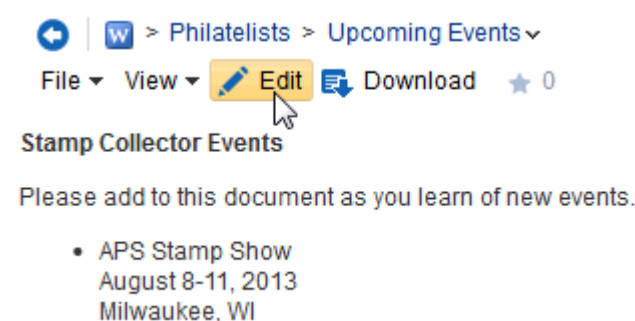 W > Philatelists > Upcoming Events
File View Edit Download 0
Stamp Collector Events
Please add to this document as you learn of new events.
• APS Stamp Show
August 8-11, 2013
Milwaukee, WI